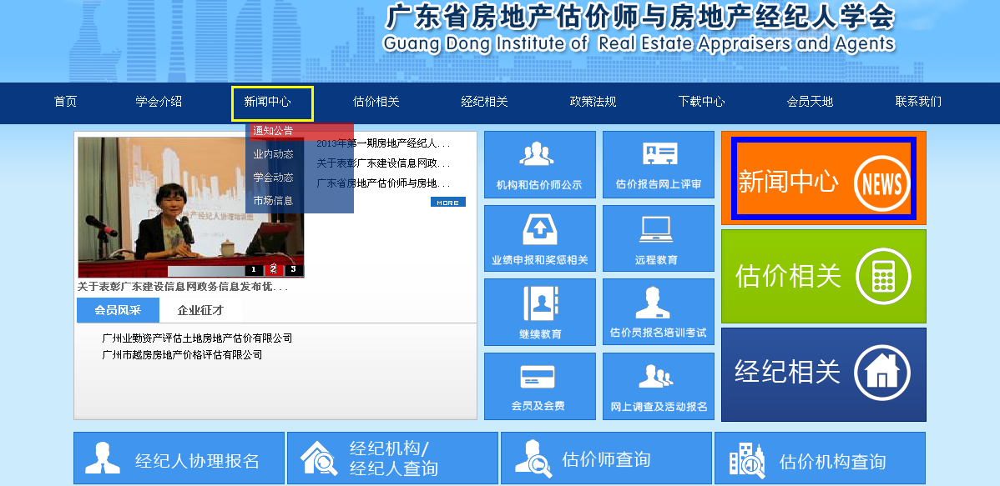 广东省房地产估价师与房地产经纪人学会
Guang Dong Institute of Real Estate Appraisers and Agents
首页 学会介绍 新闻中心 估价相关 经纪相关 政策法规 下载中心 会员天地 联系我们
通知公告
业内动态
学会动态
市场信息
2013年第一期房地产经纪人...
关于表彰广东建设信息网政...
广东省房地产估价师与房地...
MORE
1 2 3
关于表彰广东建设信息网政务信息发布优...
会员风采 企业征才
广州业勤资产评估土地房地产估价有限公司
广州市越房房地产价格评估有限公司
机构和估价师公示
估价报告网上评审
业绩申报和奖惩相关
远程教育
继续教育
估价员报名培训考试
会员及会费
网上调查及活动报名
新闻中心 NEWS
估价相关
经纪相关
经纪人协理报名
经纪机构/
经纪人查询
估价师查询
估价机构查询